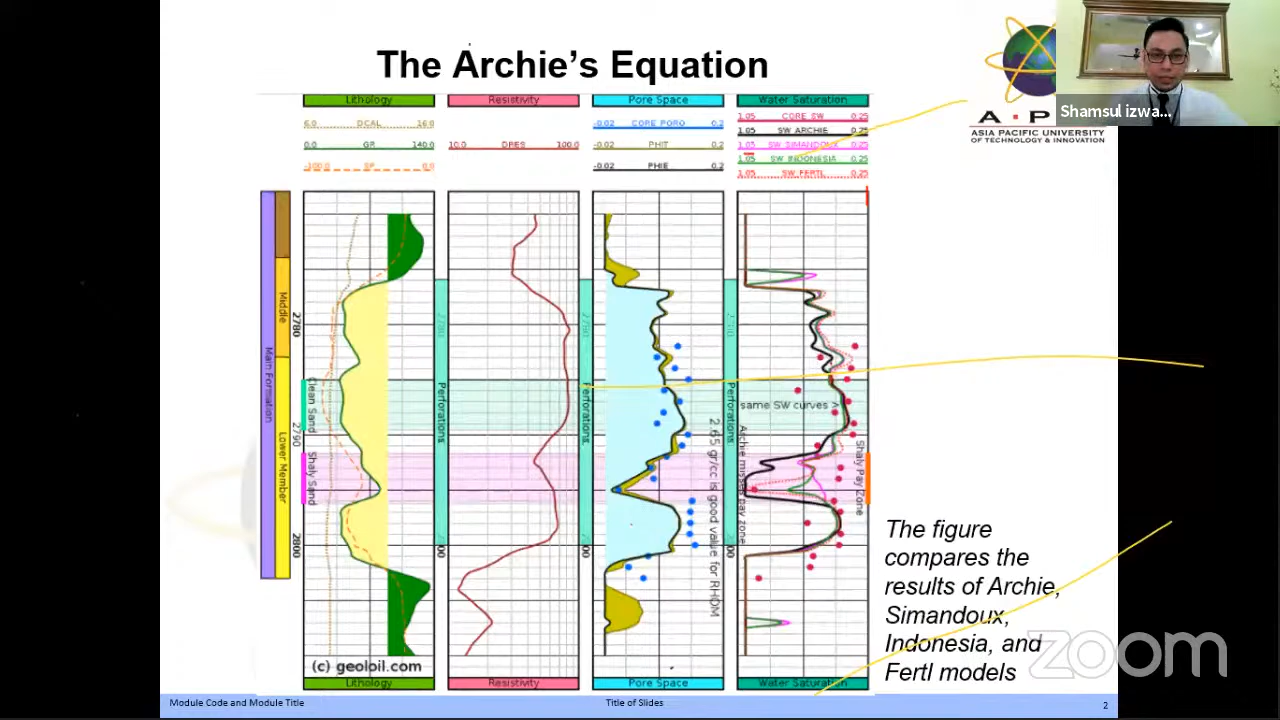 The Archie's Equation
Shamsul izwa...
A • P
ASIA PACIFIC UNIVERSITY
OF TECHNOLOGY & INNOVATION
Lithology
Resistivity
Pore Space
Water Saturation
6.0 DCAL 16.0
0.0 GR 140.0
-100.0 SP 0.0
10.0 DRES 100.0
-0.02 CORE PORO 0.2
-0.02 PHIT 0.2
-0.02 PHIE 0.2
1.05 CORE SW 0.25
1.05 SW ARCHIE 0.25
1.05 SW SIMANDOUX 0.25
1.05 SW INDONESIA 0.25
1.05 SW FERTL 0.25
Main Formation
Middle
Lower Member
2780
2790
2800
Clean Sand
Shaly Sand
Perforations
Perforations
Perforations
2.65 gr/cc is good value for RHOM
same SW curves >
Archie misses pay zone
Shaly Pay Zone
(c) geoloil.com
Lithology
Resistivity
Pore Space
Water Saturation
The figure
compares the
results of Archie,
Simandoux,
Indonesia, and
Fertl models
zoom
Module Code and Module Title
Title of Slides
2